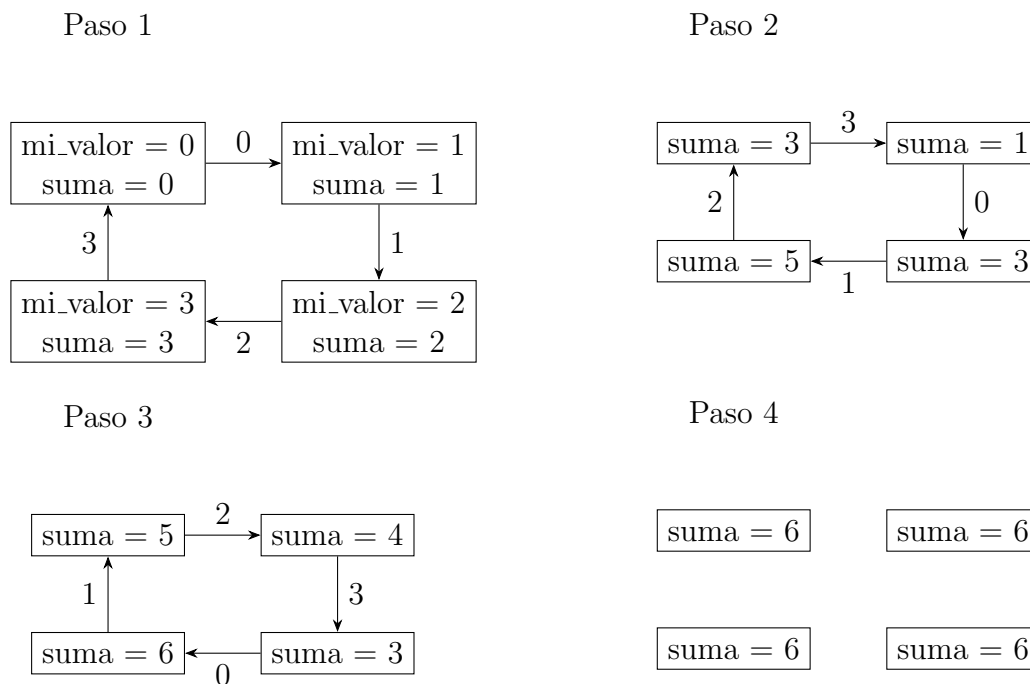 Paso 1
Paso 2
mi_valor = 0
suma = 0
0
mi_valor = 1
suma = 1
3
1
mi_valor = 3
suma = 3
2
mi_valor = 2
suma = 2
suma = 3
3
suma = 1
2
0
suma = 5
1
suma = 3
Paso 3
Paso 4
suma = 5
2
suma = 4
1
3
suma = 6
0
suma = 3
suma = 6
suma = 6
suma = 6
suma = 6